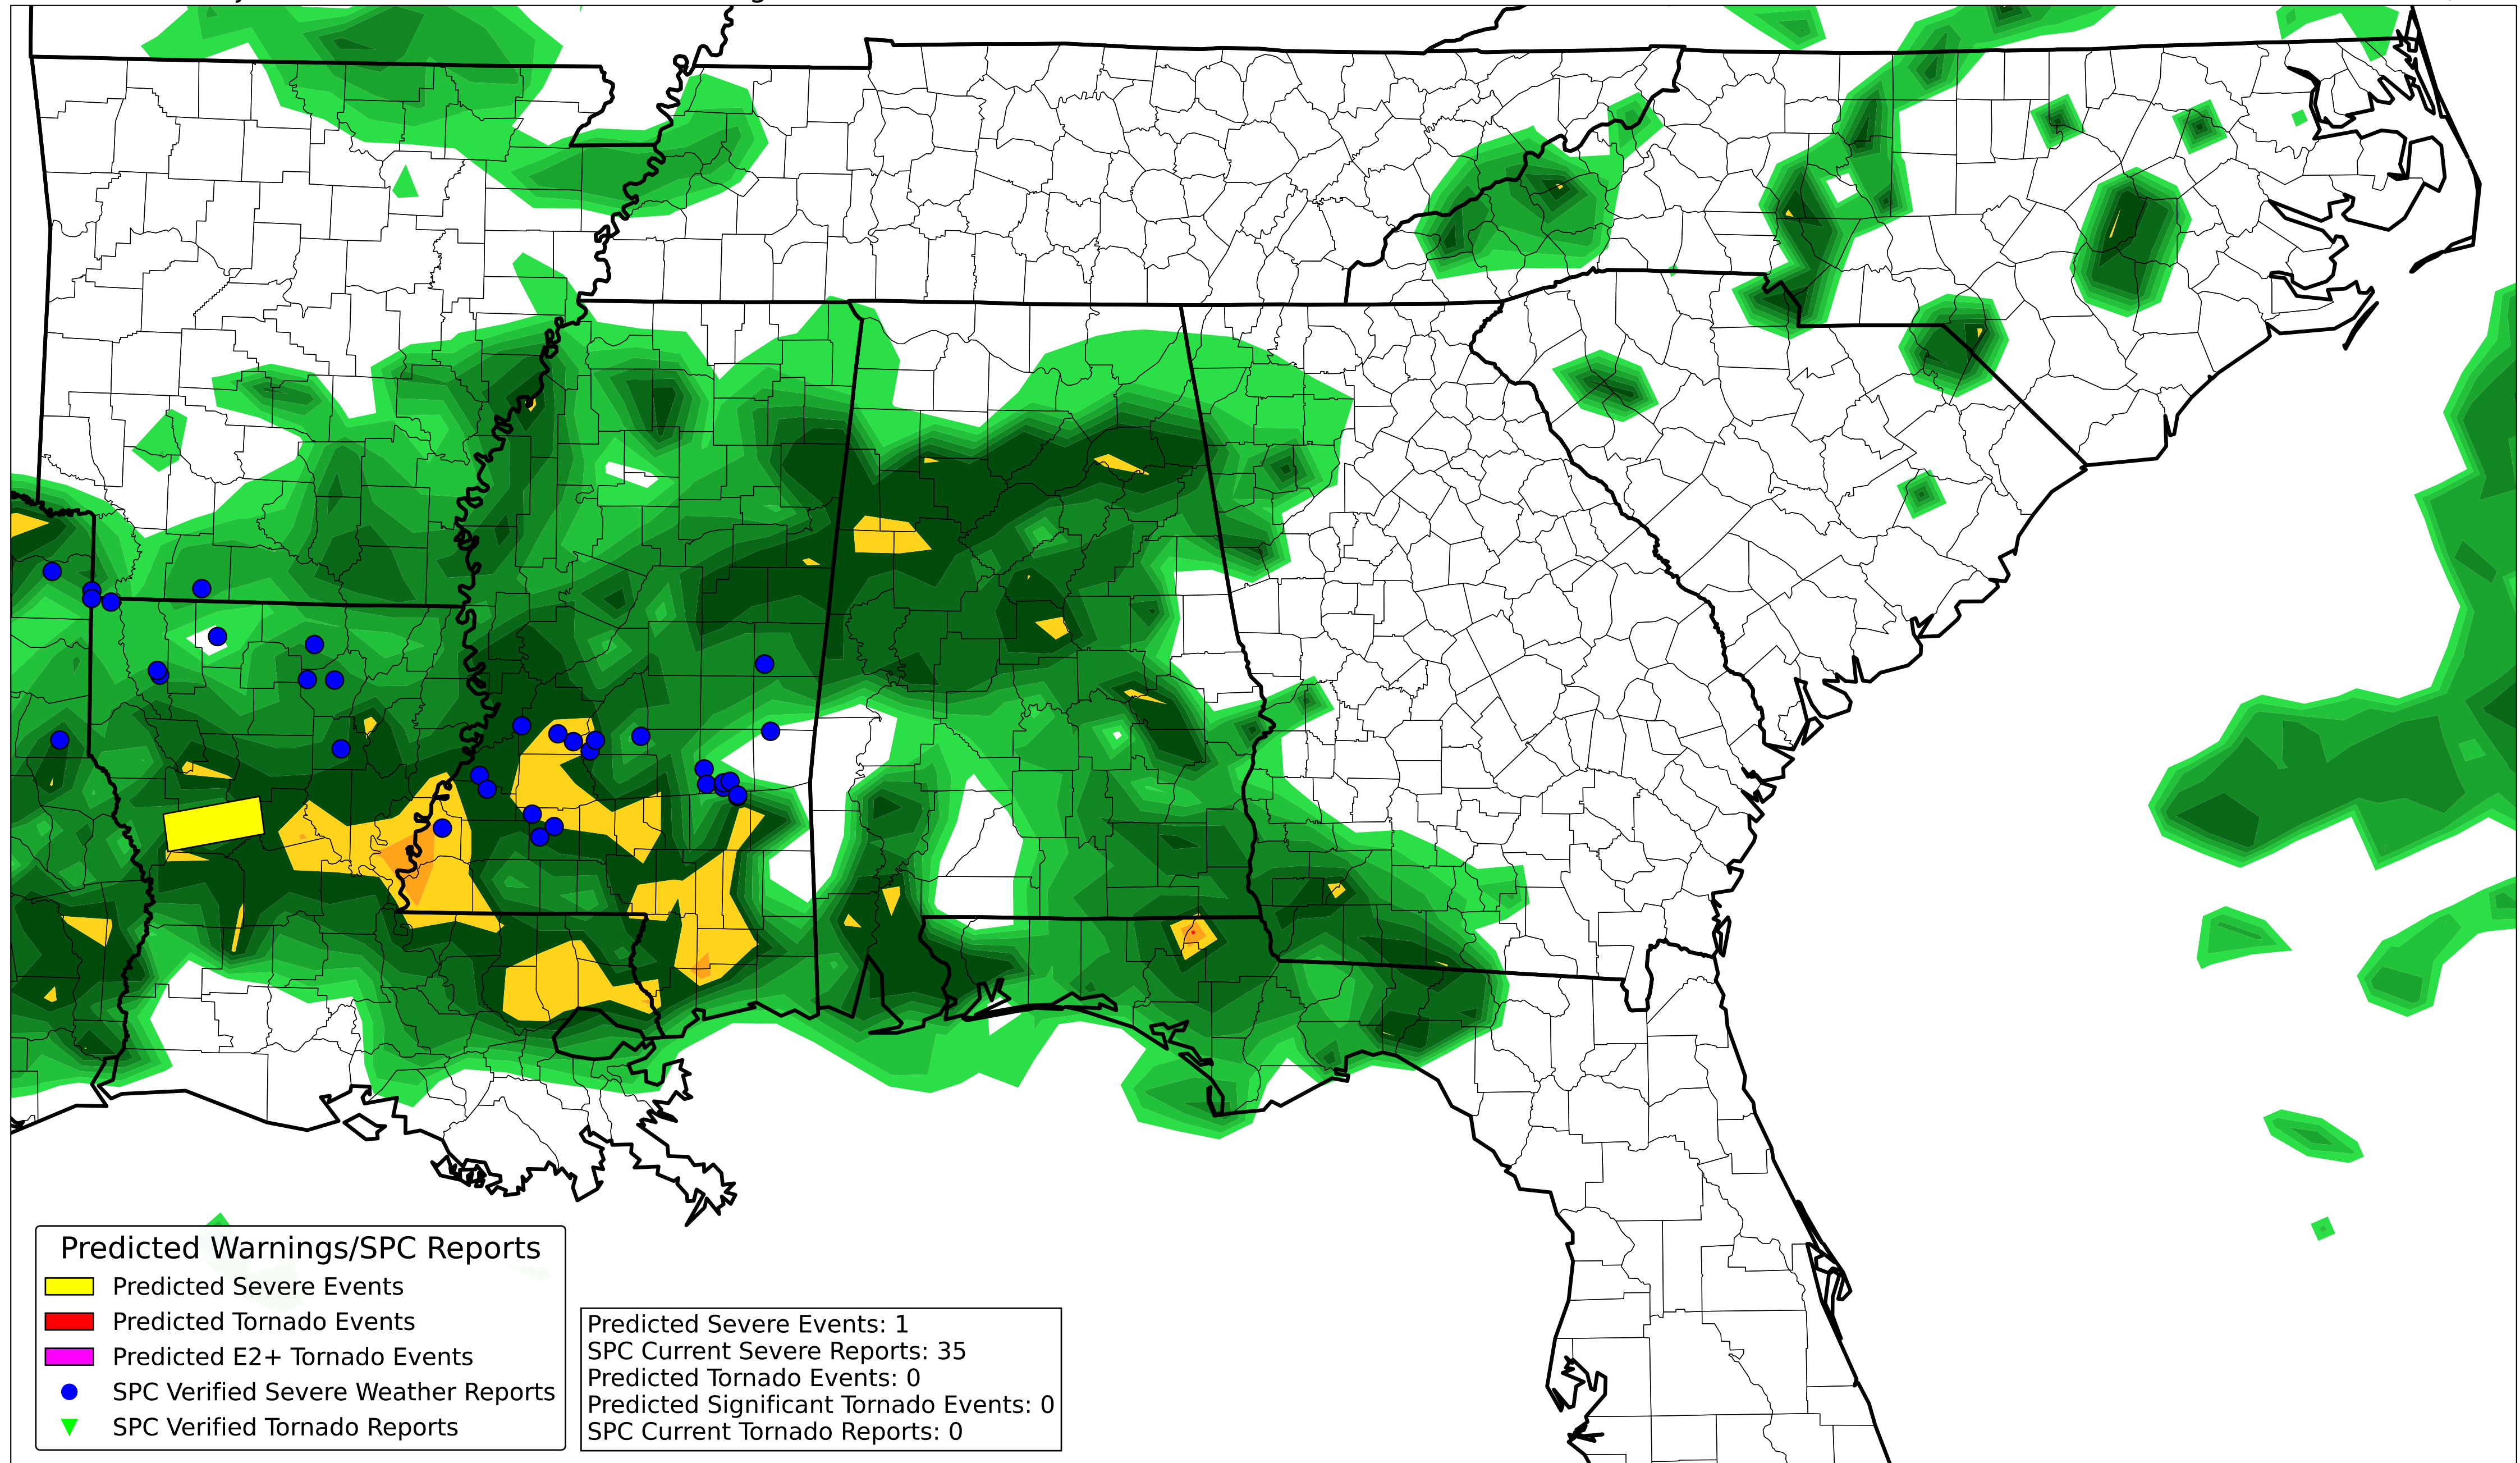 Predicted Warnings/SPC Reports
Predicted Severe Events
Predicted Tornado Events
Predicted E2+ Tornado Events
SPC Verified Severe Weather Reports
SPC Verified Tornado Reports
Predicted Severe Events: 1
SPC Current Severe Reports: 35
Predicted Tornado Events: 0
Predicted Significant Tornado Events: 0
SPC Current Tornado Reports: 0